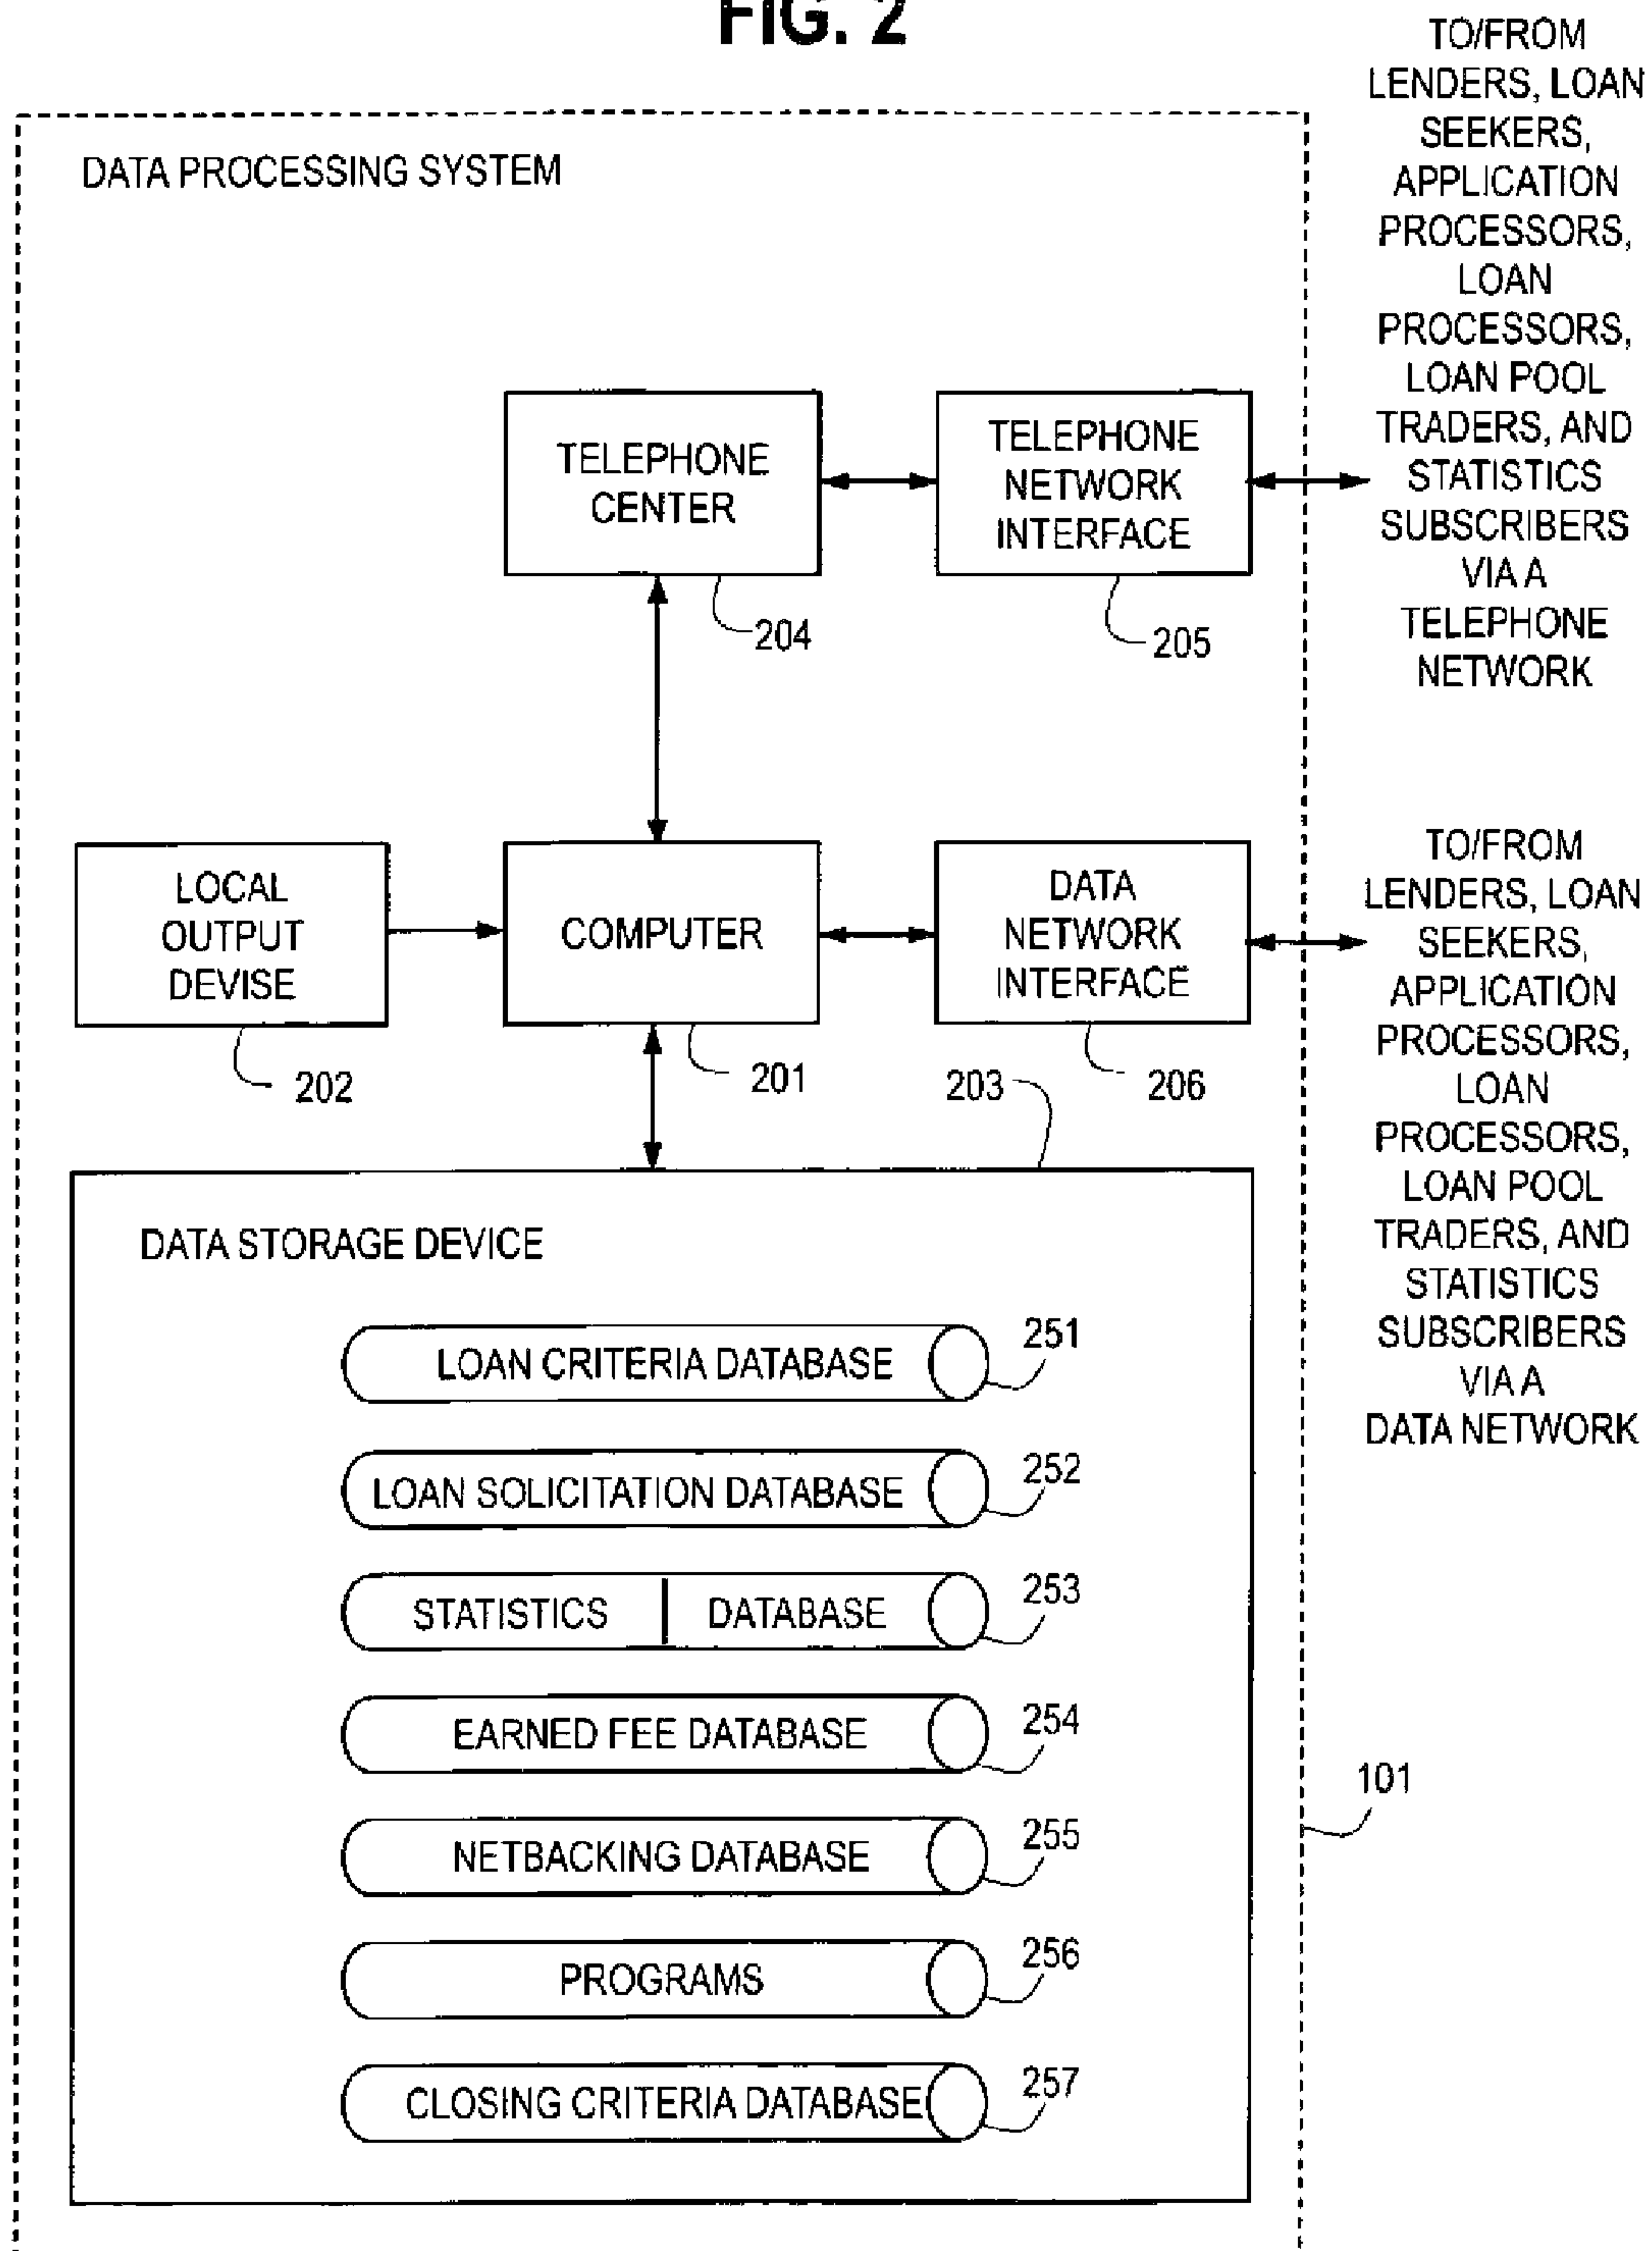 FIG. 2
TO/FROM
LENDERS, LOAN
SEEKERS,
APPLICATION
PROCESSORS,
LOAN
PROCESSORS,
LOAN POOL
TRADERS, AND
STATISTICS
SUBSCRIBERS
VIA A
TELEPHONE
NETWORK
DATA PROCESSING SYSTEM
TELEPHONE
CENTER
204
TELEPHONE
NETWORK
INTERFACE
205
LOCAL
OUTPUT
DEVISE
202
COMPUTER
201
DATA
NETWORK
INTERFACE
206
TO/FROM
LENDERS, LOAN
SEEKERS,
APPLICATION
PROCESSORS,
LOAN
PROCESSORS,
LOAN POOL
TRADERS, AND
STATISTICS
SUBSCRIBERS
VIA A
DATA NETWORK
203
DATA STORAGE DEVICE
LOAN CRITERIA DATABASE
251
LOAN SOLICITATION DATABASE
252
STATISTICS DATABASE
253
EARNED FEE DATABASE
254
NETBACKING DATABASE
255
PROGRAMS
256
CLOSING CRITERIA DATABASE
257
101